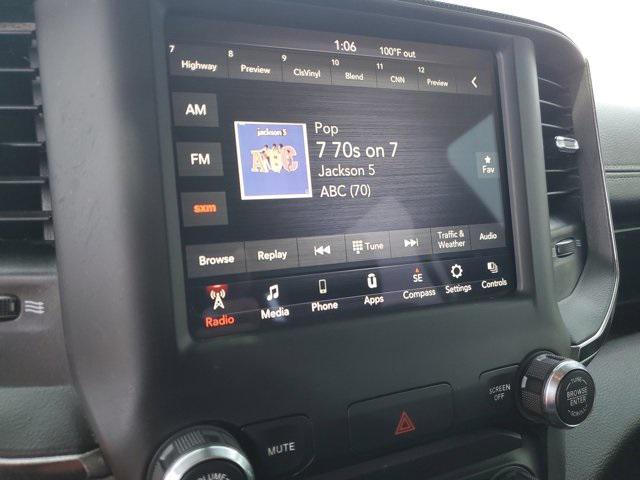 1:06 100°F out
7 Highway
8 Preview
9 ClsVinyl
10 Blend
11 CNN
12 Preview
AM
FM
sxm
jackson 5
ABC
Pop
7 70s on 7
Jackson 5
ABC (70)
Fav
Browse
Replay
Tune
Traffic & Weather
Audio
Radio
Media
Phone
Apps
SE
Compass
Settings
Controls
SCREEN OFF
TUNE
BROWSE
ENTER
MUTE
VOLUME